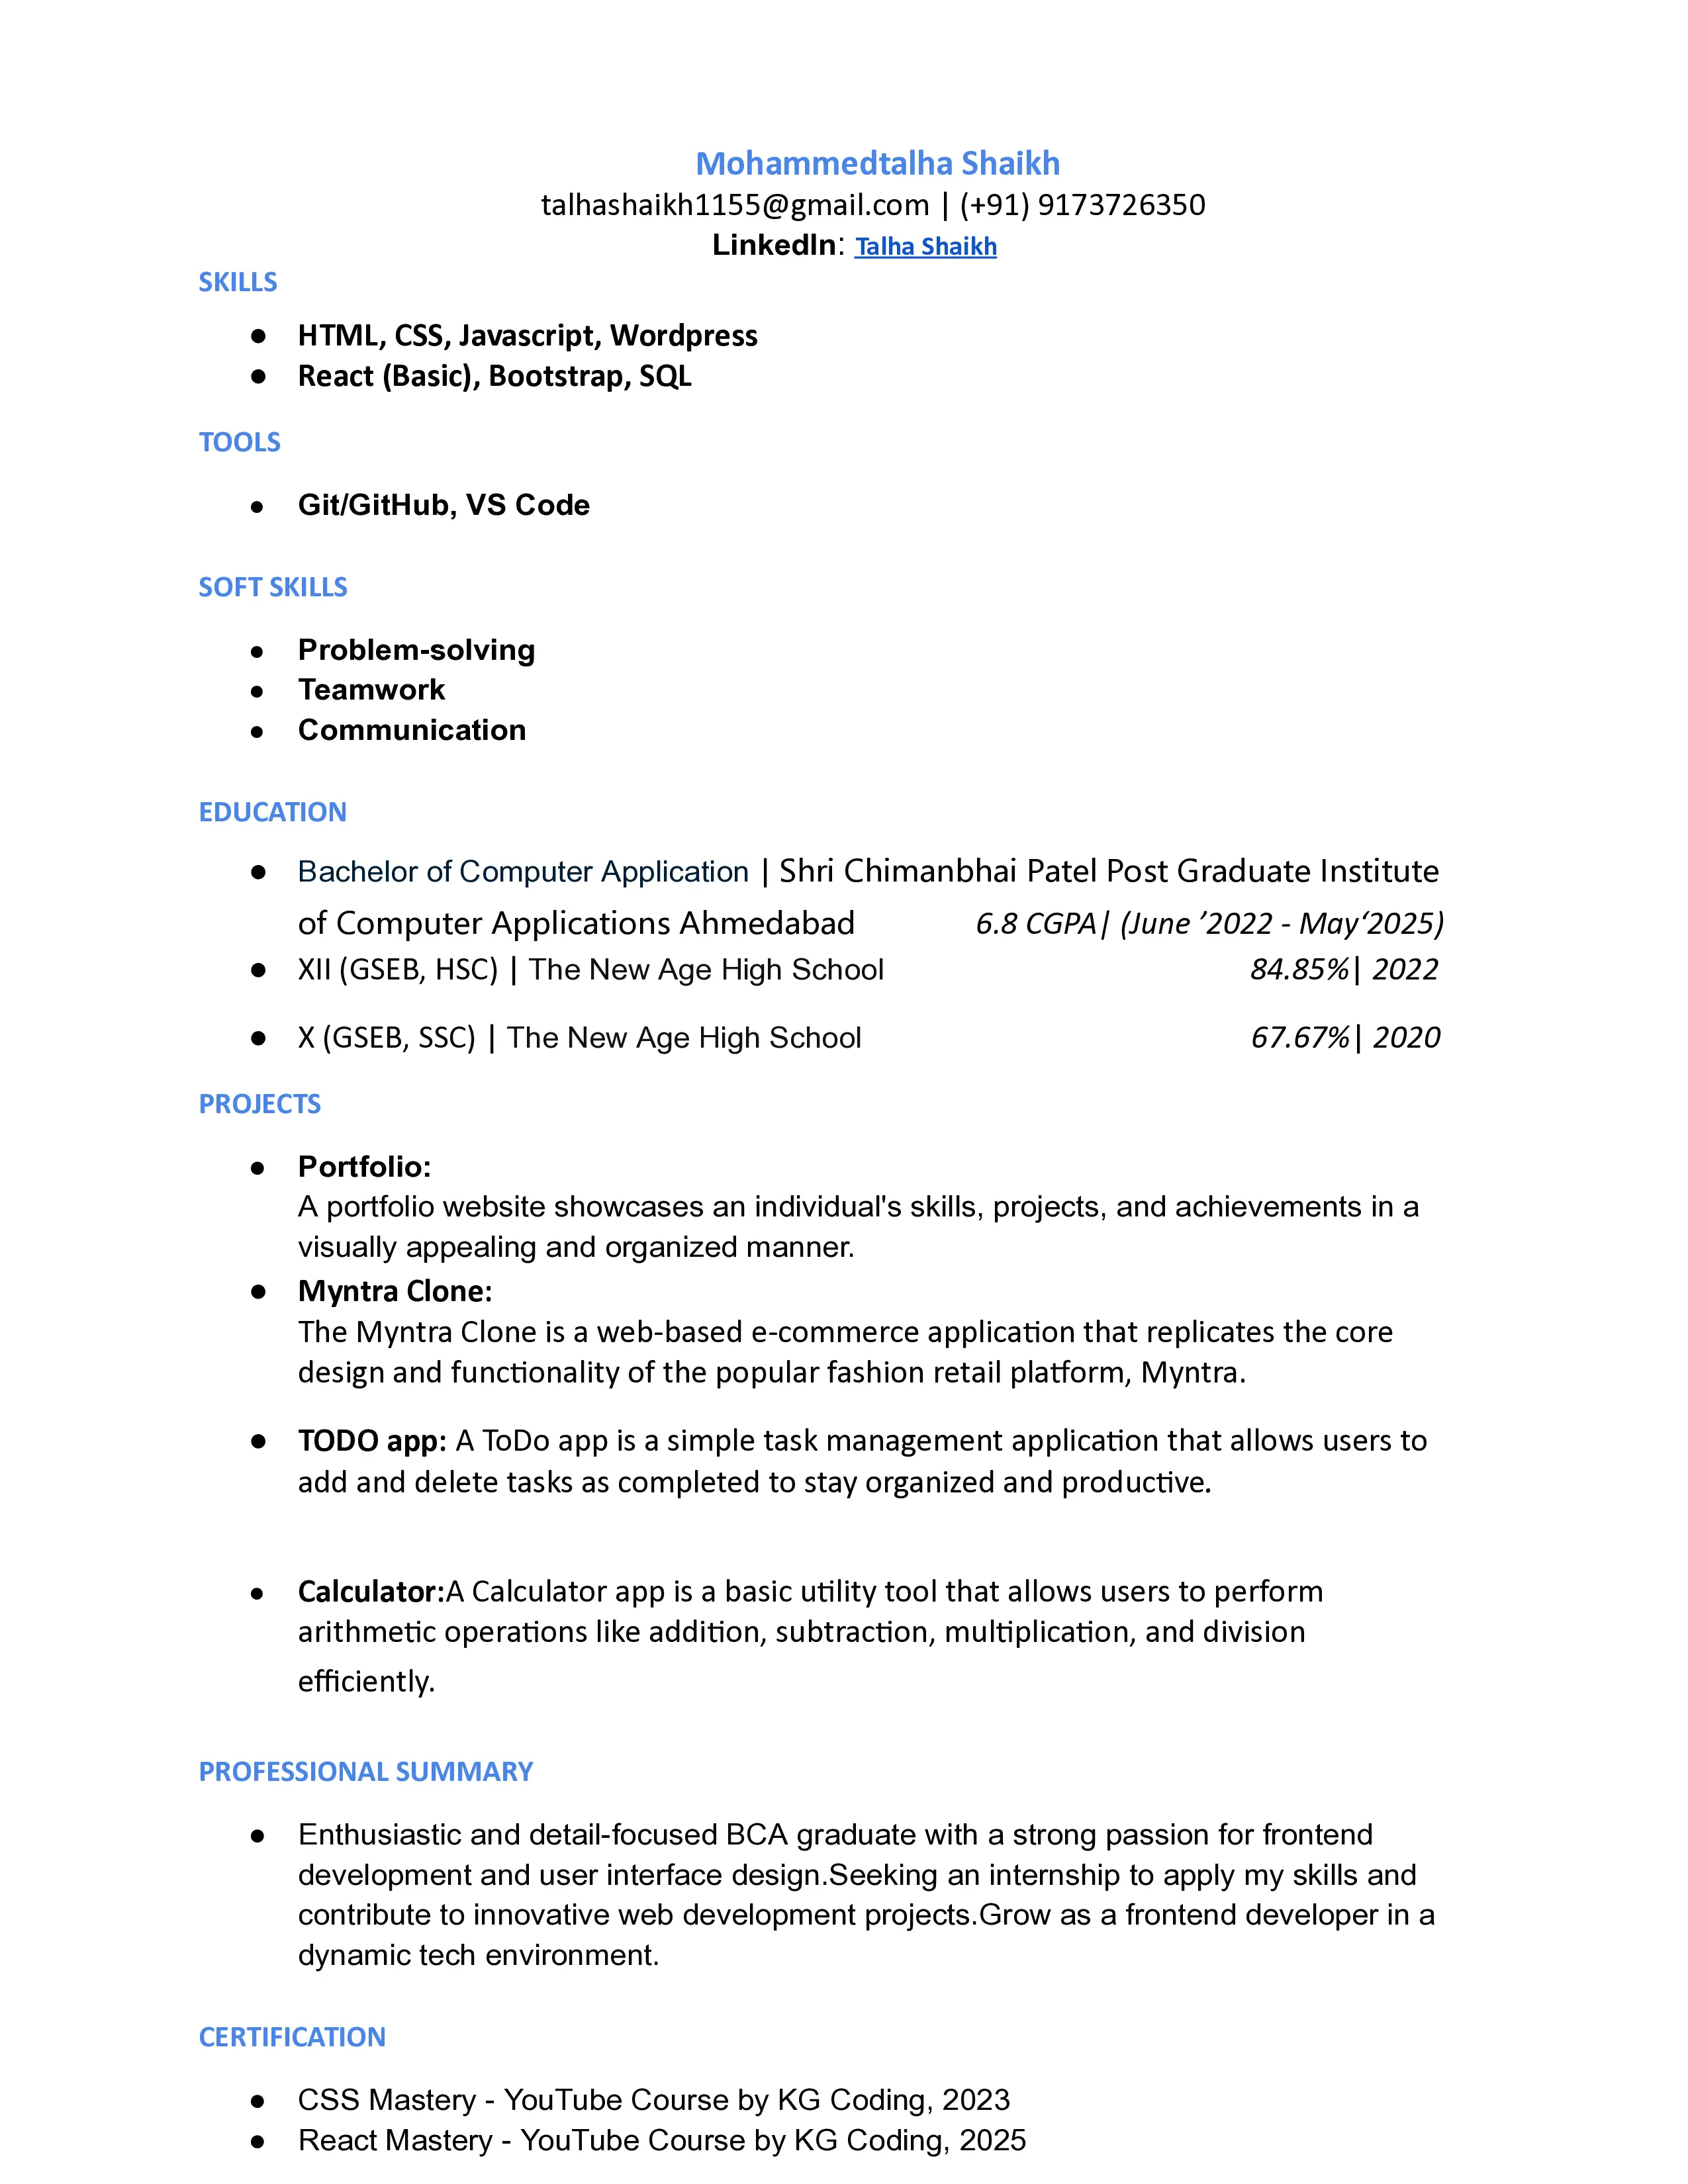 Mohammedtalha Shaikh
talhashaikh1155@gmail.com | (+91) 9173726350
LinkedIn: Talha Shaikh
SKILLS
● HTML, CSS, Javascript, Wordpress
● React (Basic), Bootstrap, SQL
TOOLS
● Git/GitHub, VS Code
SOFT SKILLS
● Problem-solving
● Teamwork
● Communication
EDUCATION
● Bachelor of Computer Application | Shri Chimanbhai Patel Post Graduate Institute
of Computer Applications Ahmedabad 6.8 CGPA| (June ’2022 - May‘2025)
● XII (GSEB, HSC) | The New Age High School 84.85%| 2022
● X (GSEB, SSC) | The New Age High School 67.67%| 2020
PROJECTS
● Portfolio:
A portfolio website showcases an individual's skills, projects, and achievements in a
visually appealing and organized manner.
● Myntra Clone:
The Myntra Clone is a web-based e-commerce application that replicates the core
design and functionality of the popular fashion retail platform, Myntra.
● TODO app: A ToDo app is a simple task management application that allows users to
add and delete tasks as completed to stay organized and productive.
● Calculator:A Calculator app is a basic utility tool that allows users to perform
arithmetic operations like addition, subtraction, multiplication, and division
efficiently.
PROFESSIONAL SUMMARY
● Enthusiastic and detail-focused BCA graduate with a strong passion for frontend
development and user interface design.Seeking an internship to apply my skills and
contribute to innovative web development projects.Grow as a frontend developer in a
dynamic tech environment.
CERTIFICATION
● CSS Mastery - YouTube Course by KG Coding, 2023
● React Mastery - YouTube Course by KG Coding, 2025